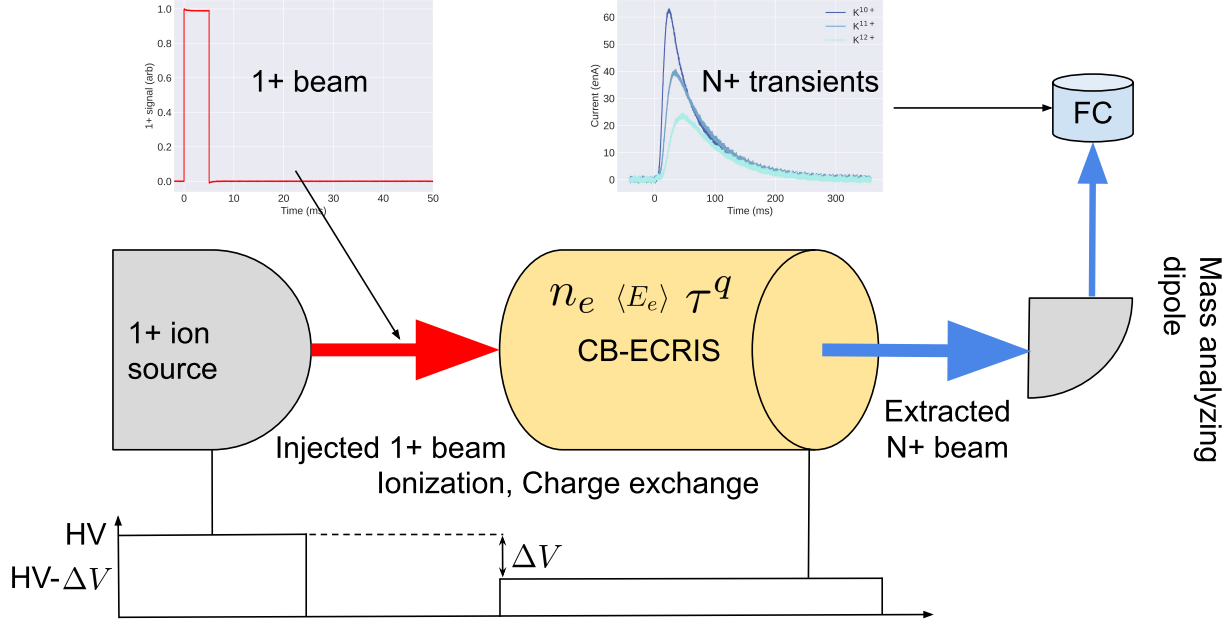 1+ signal (arb)
1.0
0.8
0.6
0.4
0.2
0.0
0
10
20
30
40
50
Time (ms)
1+ beam
Current (enA)
60
50
40
30
20
10
0
0
100
200
300
Time (ms)
K¹⁰⁺
K¹¹⁺
K¹²⁺
N+ transients
FC
1+ ion
source
nₑ ⟨Eₑ⟩ τ^q
CB-ECRIS
Mass analyzing
dipole
Injected 1+ beam
Extracted
N+ beam
Ionization, Charge exchange
HV
HV-ΔV
ΔV